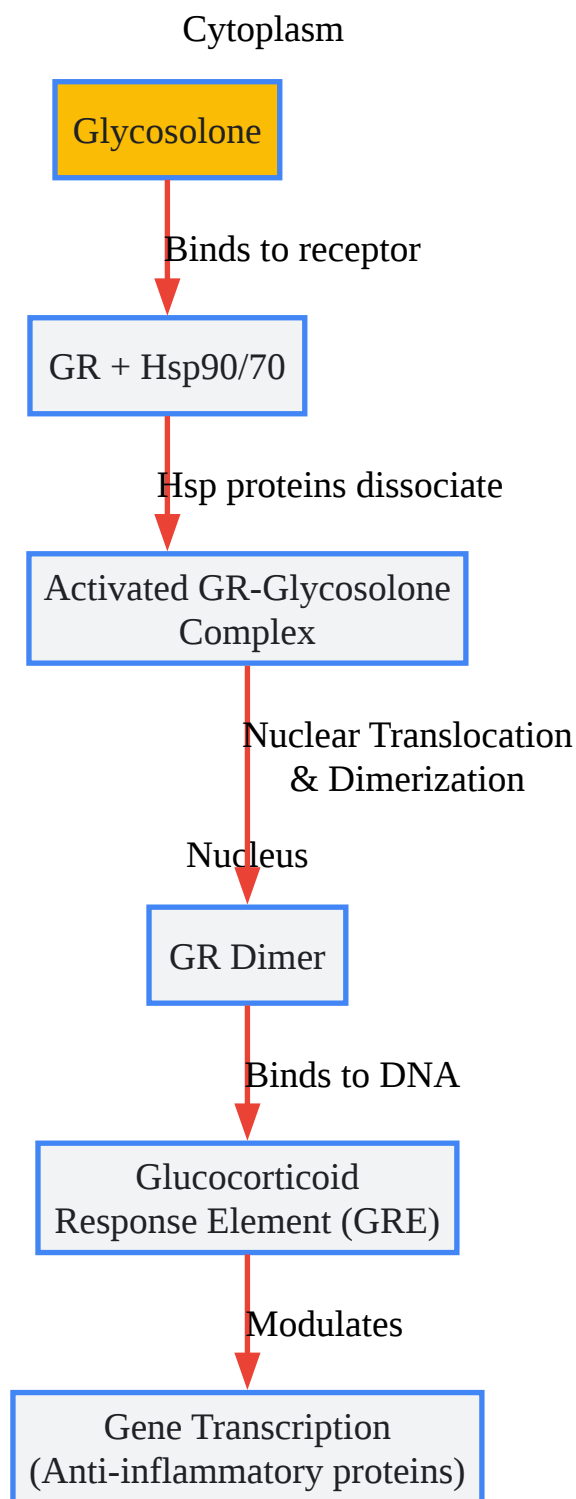 Cytoplasm
Glycosolone
Binds to receptor
GR + Hsp90/70
Hsp proteins dissociate
Activated GR-Glycosolone
Complex
Nuclear Translocation
& Dimerization
Nucleus
GR Dimer
Binds to DNA
Glucocorticoid
Response Element (GRE)
Modulates
Gene Transcription
(Anti-inflammatory proteins)